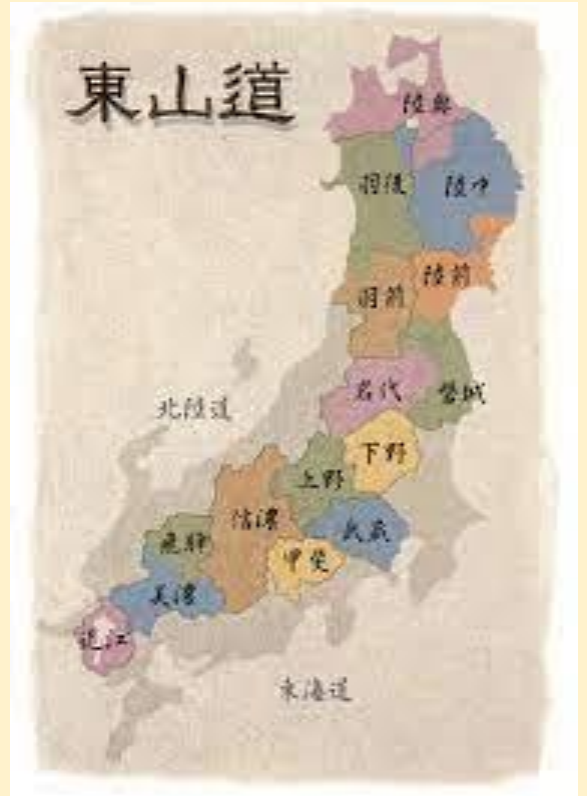 東山道
陸奥
羽後
陸中
羽前
陸前
岩代
磐城
北陸道
下野
上野
信濃
武蔵
飛騨
甲斐
美濃
近江
東海道